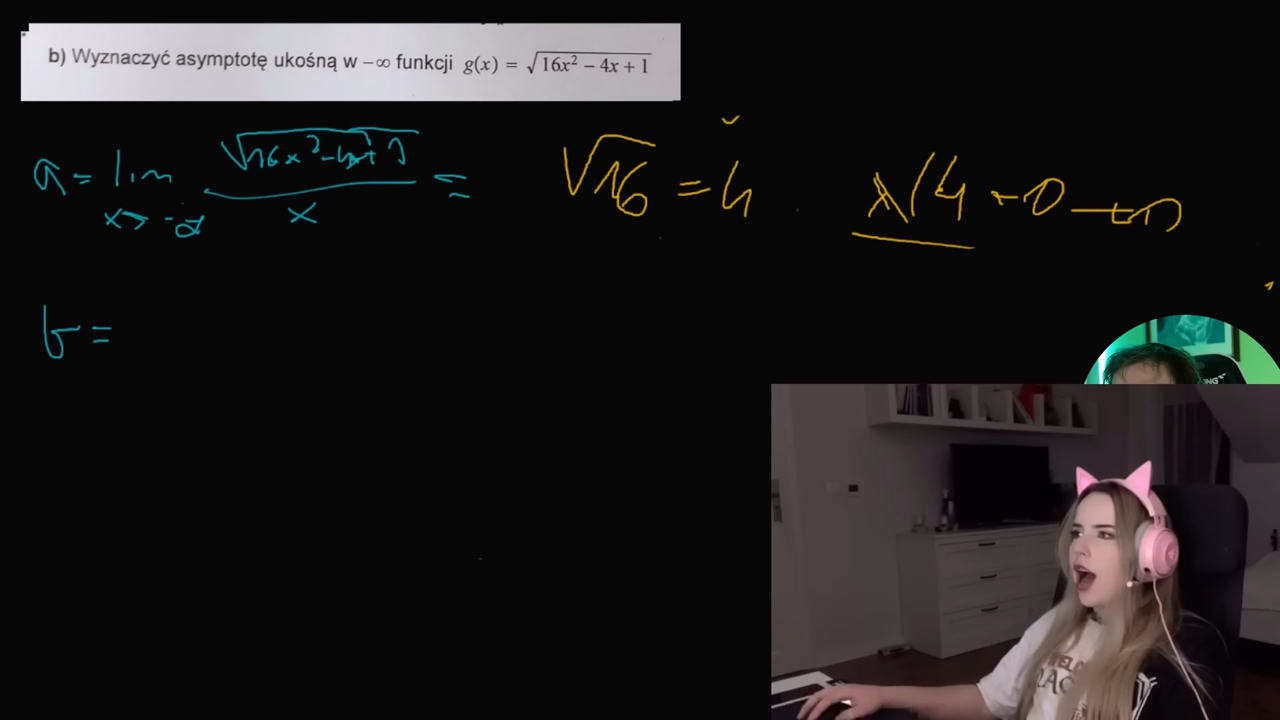 b) Wyznaczyć asymptotę ukośną w −∞ funkcji g(x) = √(16x² − 4x + 1)
a = lim x→-∞ √(16x² - 4x + 1) / x =
√16 = 4
b =